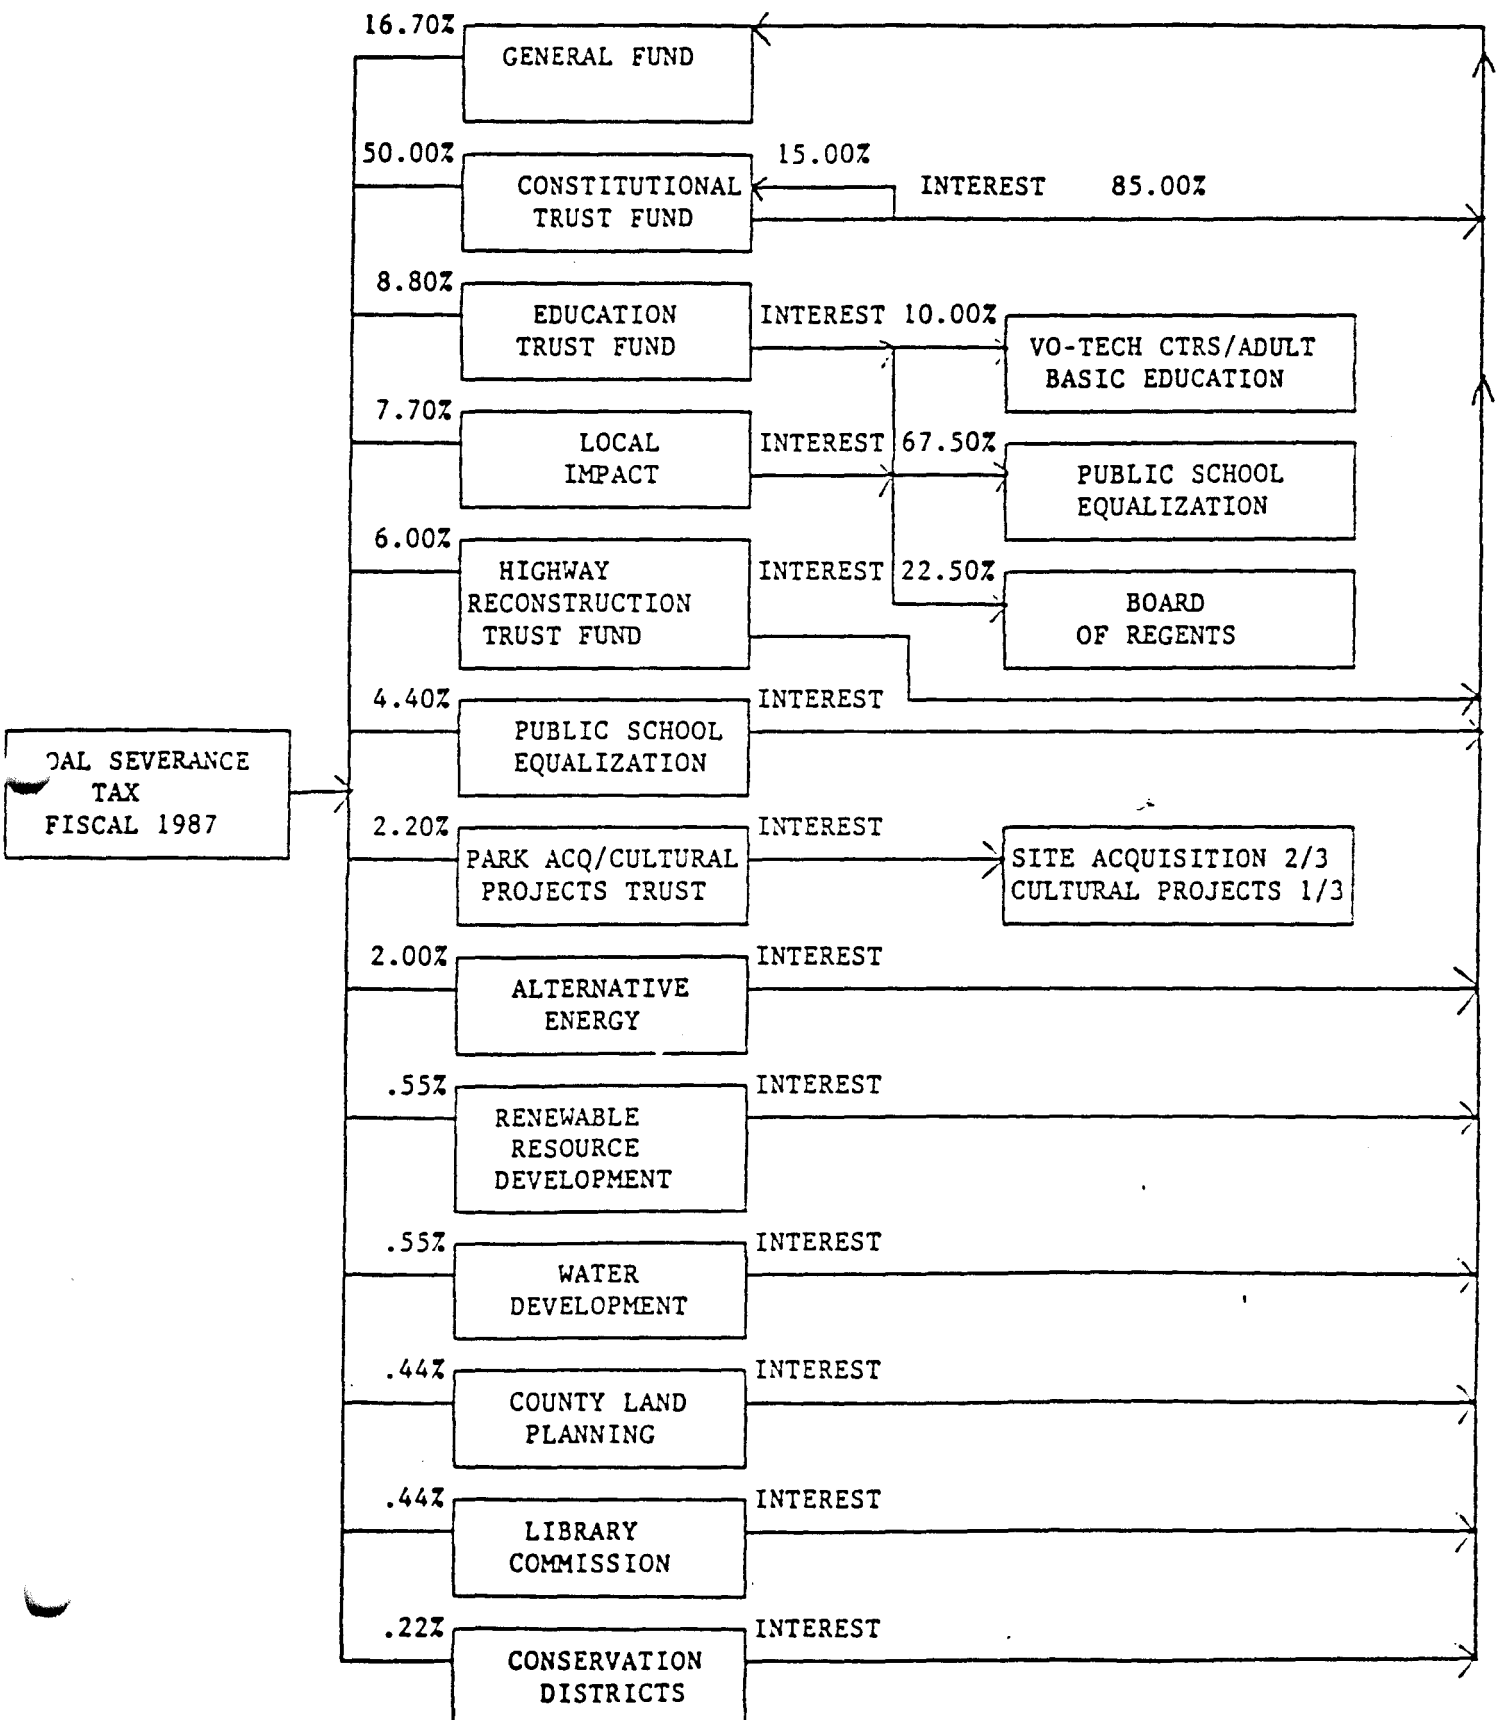 16.70%
GENERAL FUND
50.00%
15.00%
CONSTITUTIONAL
TRUST FUND
INTEREST 85.00%
8.80%
EDUCATION
TRUST FUND
INTEREST 10.00%
VO-TECH CTRS/ADULT
BASIC EDUCATION
7.70%
LOCAL
IMPACT
INTEREST 67.50%
PUBLIC SCHOOL
EQUALIZATION
6.00%
HIGHWAY
RECONSTRUCTION
TRUST FUND
INTEREST 22.50%
BOARD
OF REGENTS
4.40%
PUBLIC SCHOOL
EQUALIZATION
INTEREST
OAL SEVERANCE
TAX
FISCAL 1987
2.20%
PARK ACQ/CULTURAL
PROJECTS TRUST
INTEREST
SITE ACQUISITION 2/3
CULTURAL PROJECTS 1/3
2.00%
ALTERNATIVE
ENERGY
INTEREST
.55%
RENEWABLE
RESOURCE
DEVELOPMENT
INTEREST
.55%
WATER
DEVELOPMENT
INTEREST
.44%
COUNTY LAND
PLANNING
INTEREST
.44%
LIBRARY
COMMISSION
INTEREST
.22%
CONSERVATION
DISTRICTS
INTEREST